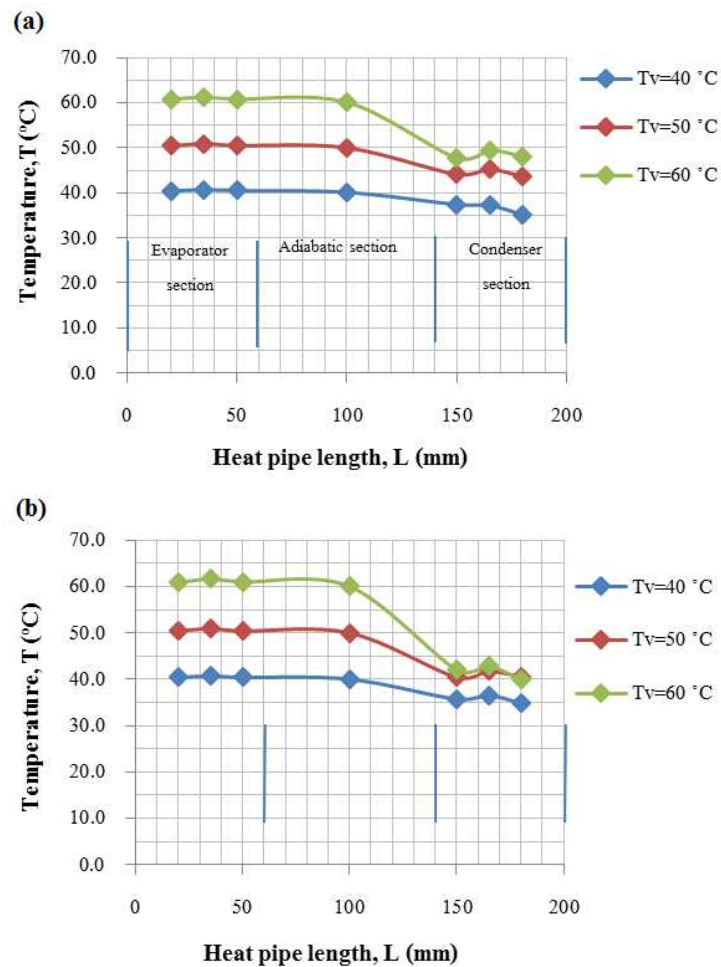 (a)
70.0
60.0
50.0
40.0
30.0
20.0
10.0
0.0
Temperature,T (ºC)
Evaporator
section
Adiabatic section
Condenser
section
0 50 100 150 200
Heat pipe length, L (mm)
Tv=40 ˚C
Tv=50 ˚C
Tv=60 ˚C
(b)
70.0
60.0
50.0
40.0
30.0
20.0
10.0
0.0
Temperature, T (ºC)
0 50 100 150 200
Heat pipe length, L (mm)
Tv=40 ˚C
Tv=50 ˚C
Tv=60 ˚C